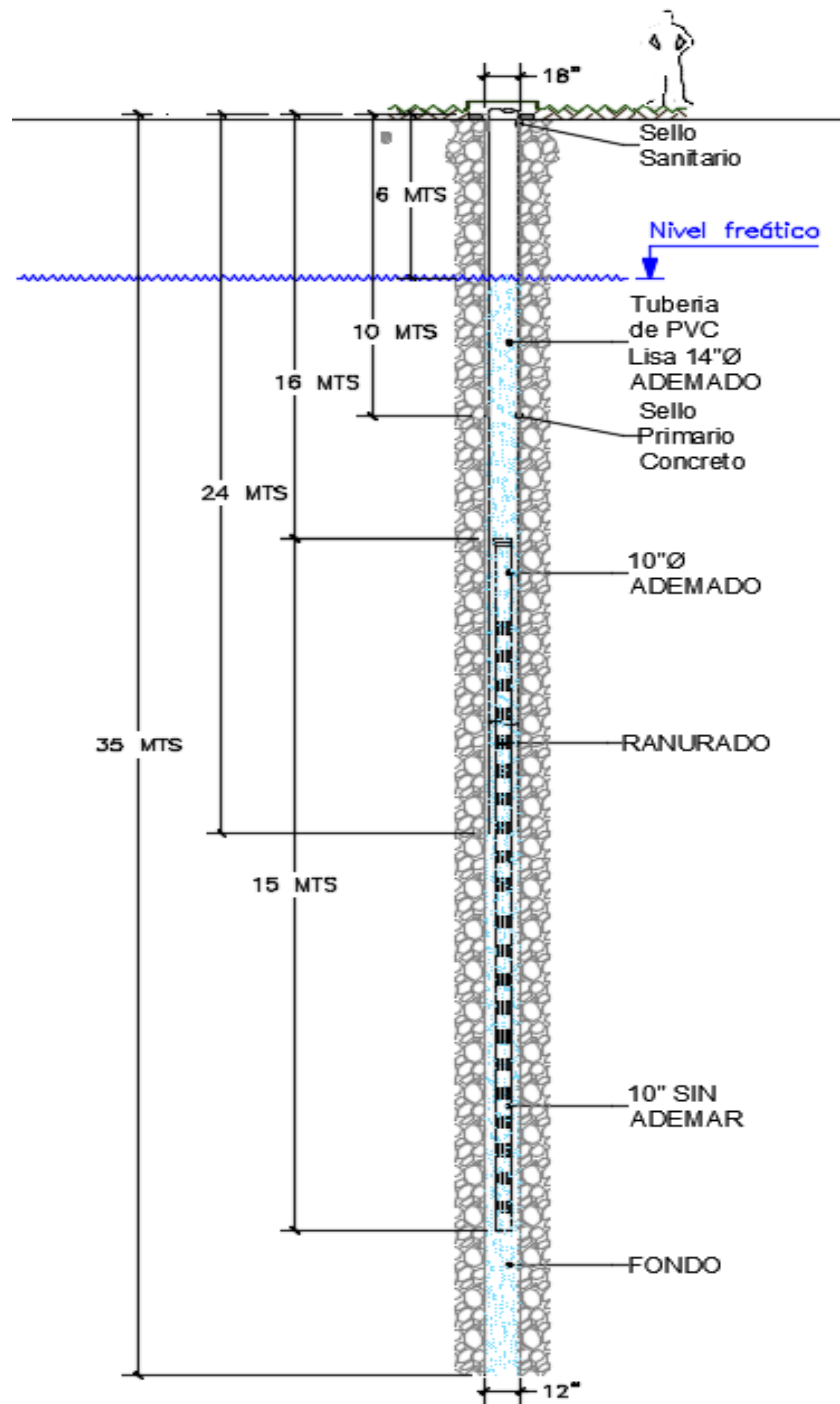 18"
Sello
Sanitario
6 MTS
Nivel freático
Tuberia
de PVC
Lisa 14"Ø
ADEMADO
10 MTS
16 MTS
Sello
Primario
Concreto
24 MTS
10"Ø
ADEMADO
35 MTS
RANURADO
15 MTS
10" SIN
ADEMAR
FONDO
12"